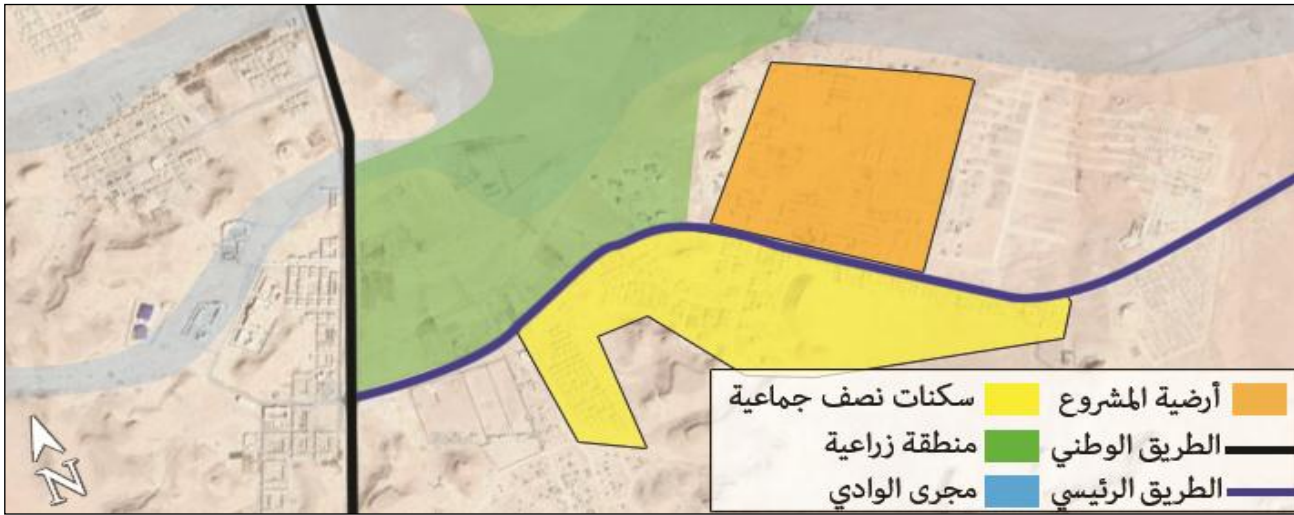 أرضية المشروع سكنات نصف جماعية
الطريق الوطني منطقة زراعية
الطريق الرئيسي مجرى الوادي
N